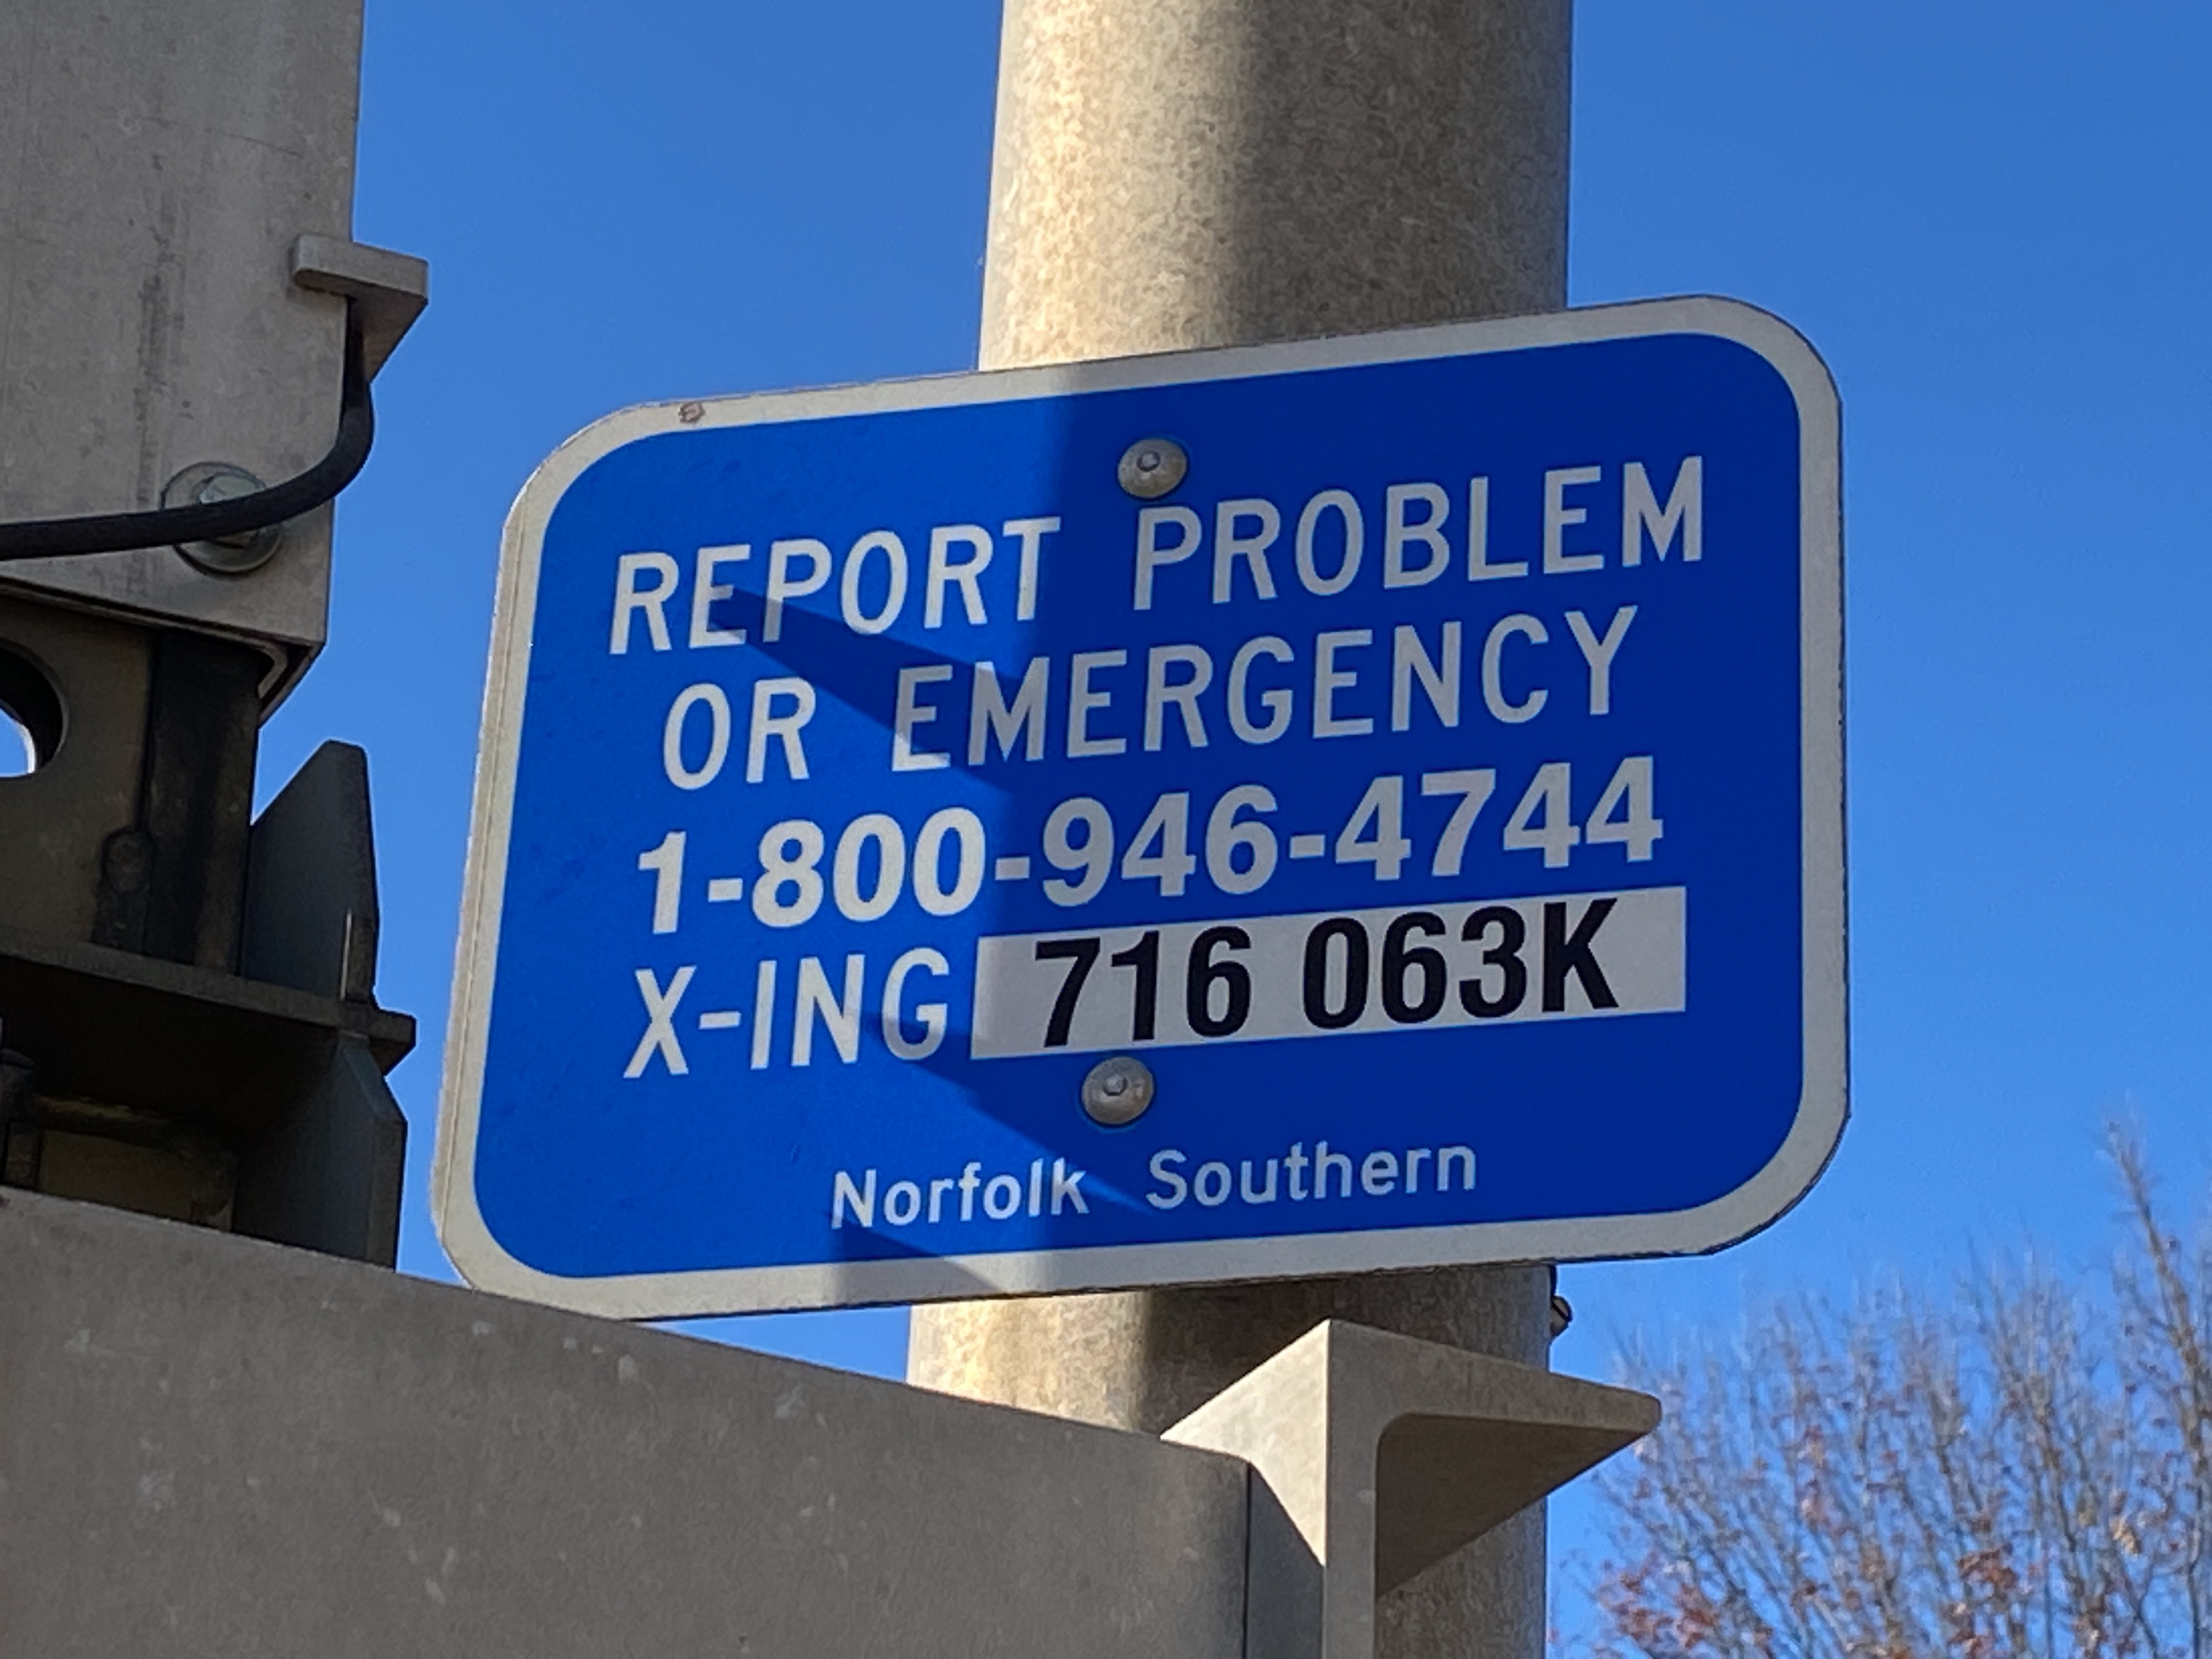 REPORT PROBLEM
OR EMERGENCY
1-800-946-4744
X-ING 716 063K
Norfolk Southern